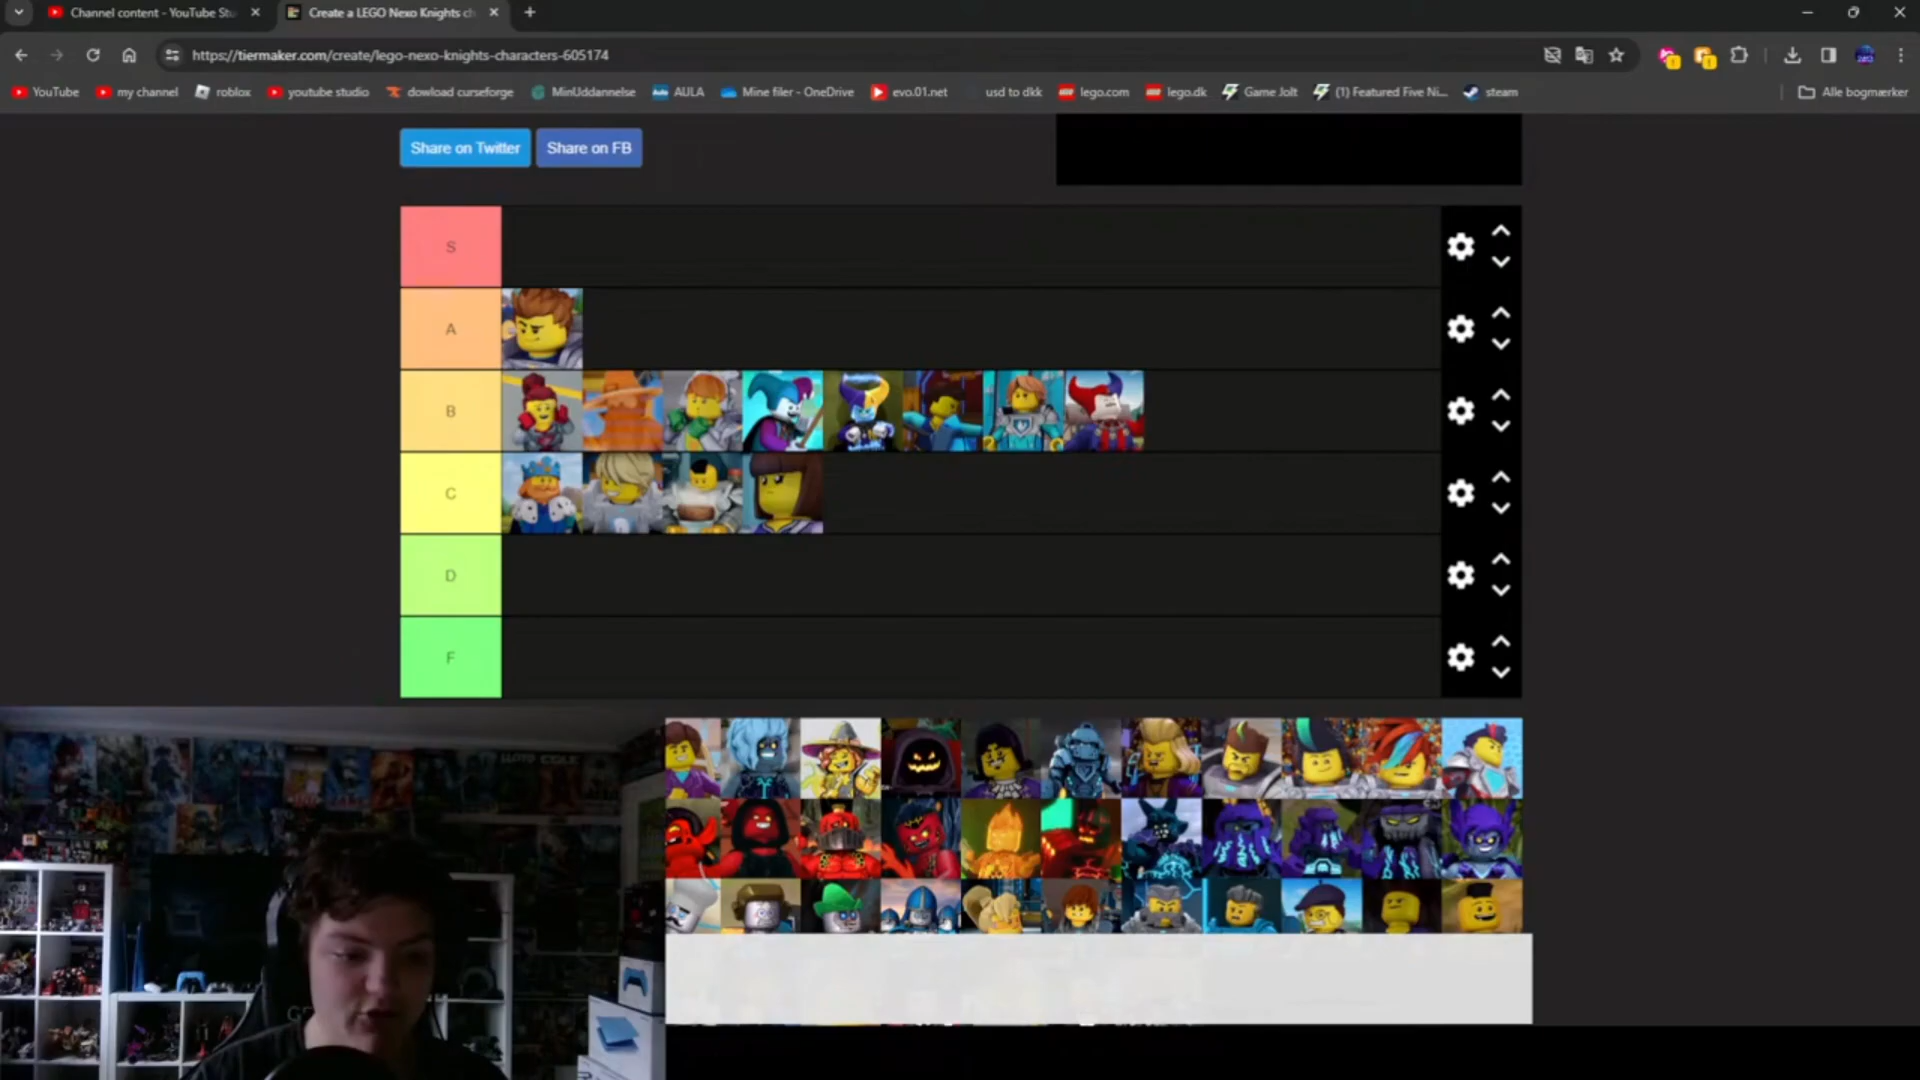 Channel content - YouTube Stu
Create a LEGO Nexo Knights ch
https://tiermaker.com/create/lego-nexo-knights-characters-605174
YouTube
my channel
roblox
youtube studio
dowload curseforge
MinUddannelse
AULA
Mine filer - OneDrive
evo.01.net
usd to dkk
lego.com
lego.dk
Game Jolt
(1) Featured Five Ni...
steam
Alle bogmærker
Share on Twitter
Share on FB
S
A
B
C
D
F